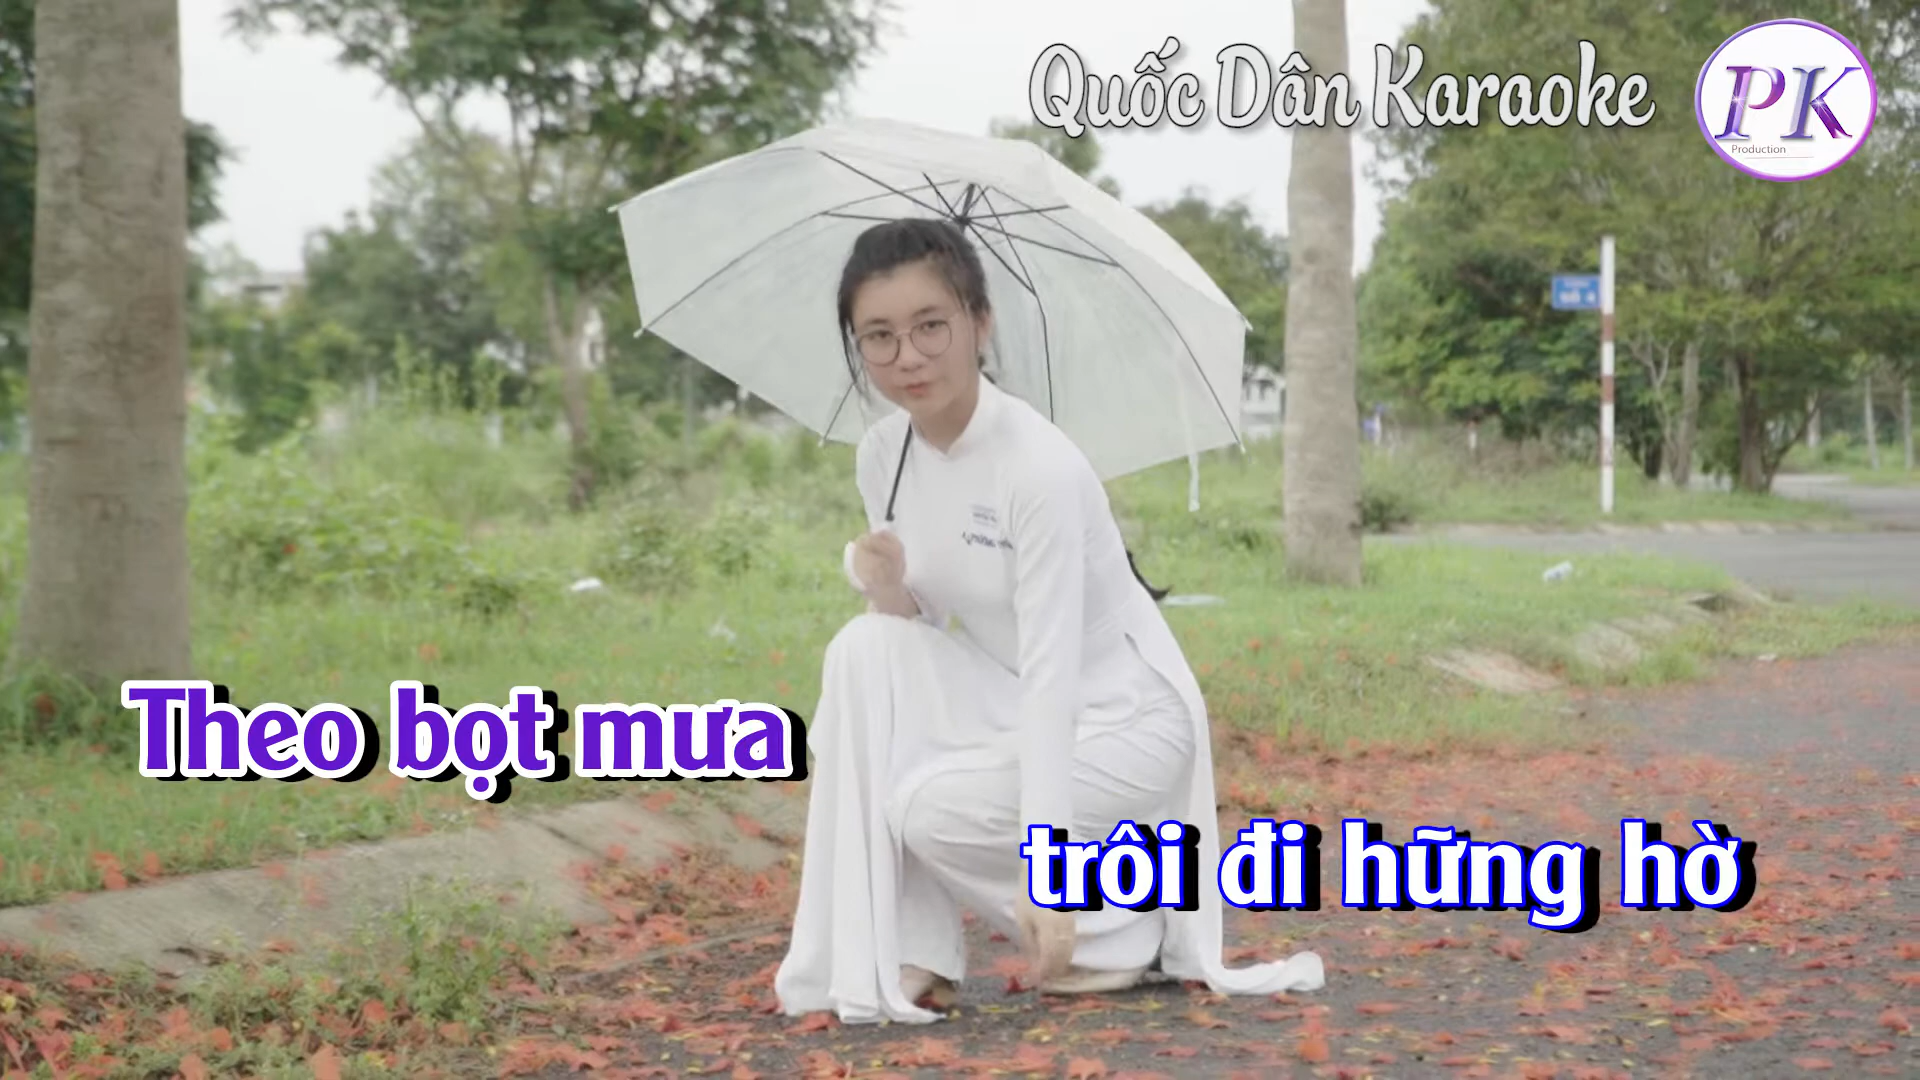 Quốc Dân Karaoke
PK
Production
Theo bọt mưa
trôi đi hững hờ